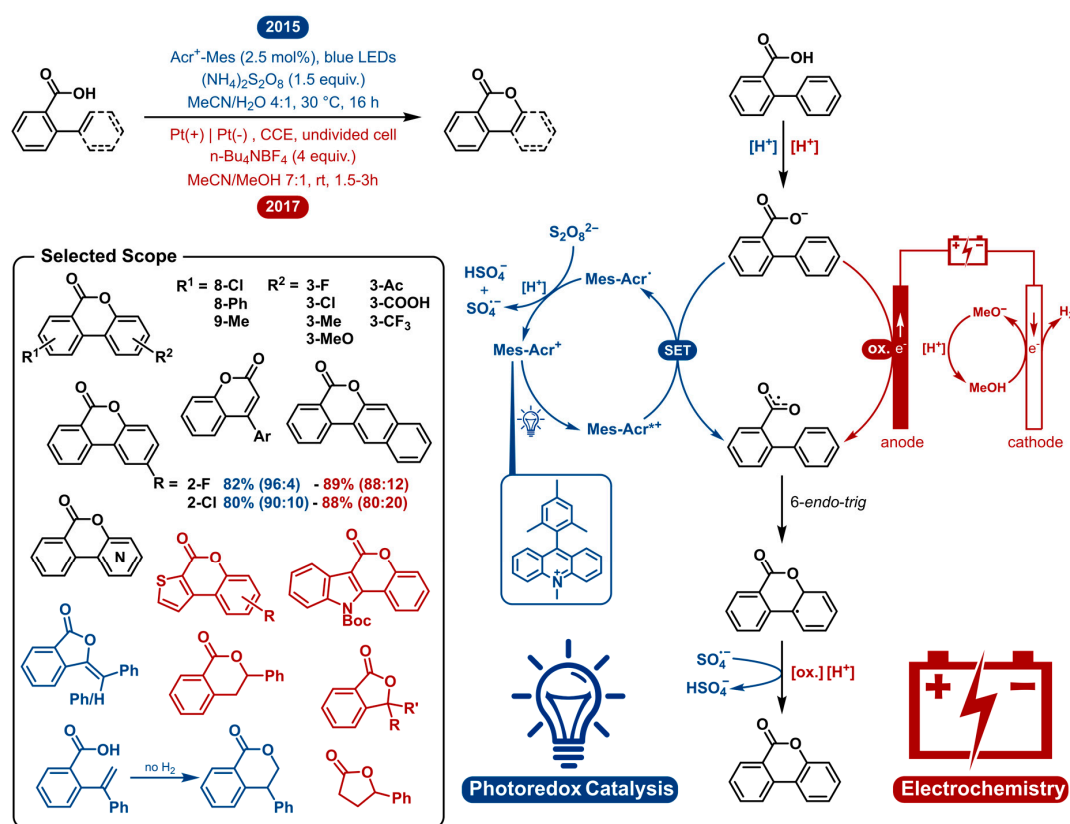 2015
Acr⁺-Mes (2.5 mol%), blue LEDs
(NH₄)₂S₂O₈ (1.5 equiv.)
MeCN/H₂O 4:1, 30 °C, 16 h
Pt(+) | Pt(-) , CCE, undivided cell
n-Bu₄NBF₄ (4 equiv.)
MeCN/MeOH 7:1, rt, 1.5-3h
2017
O
OH
O
O
O
OH
[H⁺] [H⁺]
O
O⁻
S₂O₈²⁻
HSO₄⁻
+
SO₄·⁻
[H⁺]
Mes-Acr·
Mes-Acr⁺
Mes-Acr*⁺
SET
ox.
e⁻
+ −
MeO⁻
[H⁺]
MeOH
e⁻
H₂
anode
cathode
O
O
6-endo-trig
O
O
SO₄·⁻
HSO₄⁻
[ox.] [H⁺]
O
O
N⁺
Photoredox Catalysis
+ −
Electrochemistry
Selected Scope
O
O
R¹
R²
R¹ = 8-Cl
8-Ph
9-Me
R² = 3-F
3-Cl
3-Me
3-MeO
3-Ac
3-COOH
3-CF₃
O
O
R
O
O
Ar
O
O
R = 2-F 82% (96:4) - 89% (88:12)
2-Cl 80% (90:10) - 88% (80:20)
O
O
N
O
O
S
R
O
O
N
Boc
O
O
Ph
Ph/H
O
O
Ph
O
O
R'
R
O
OH
Ph
no H₂
O
O
Ph
O
O
Ph